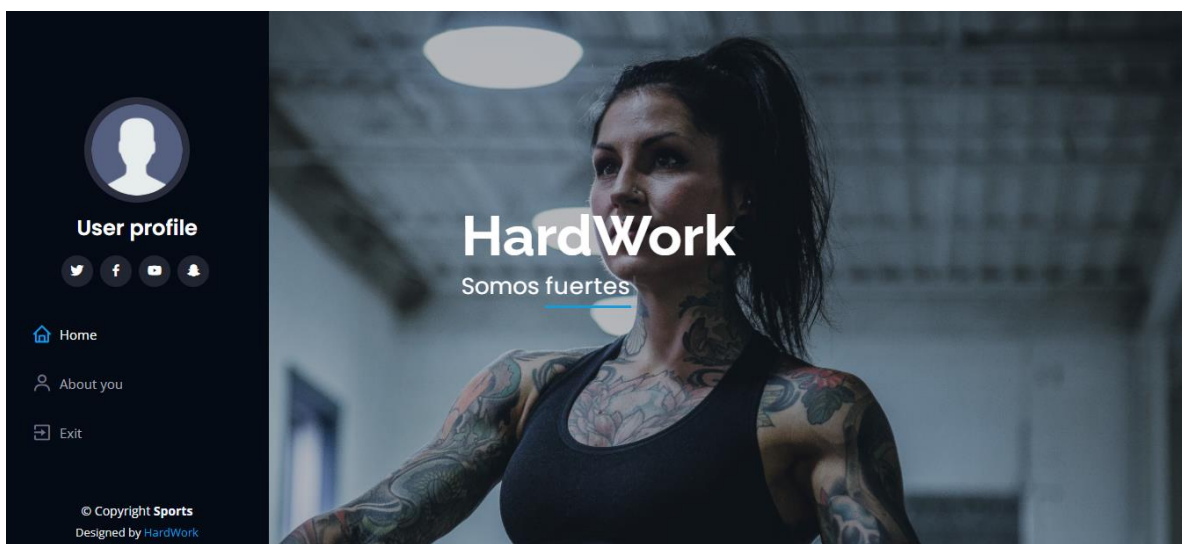 User profile
Home
About you
Exit
© Copyright Sports
Designed by HardWork
HardWork
Somos fuertes